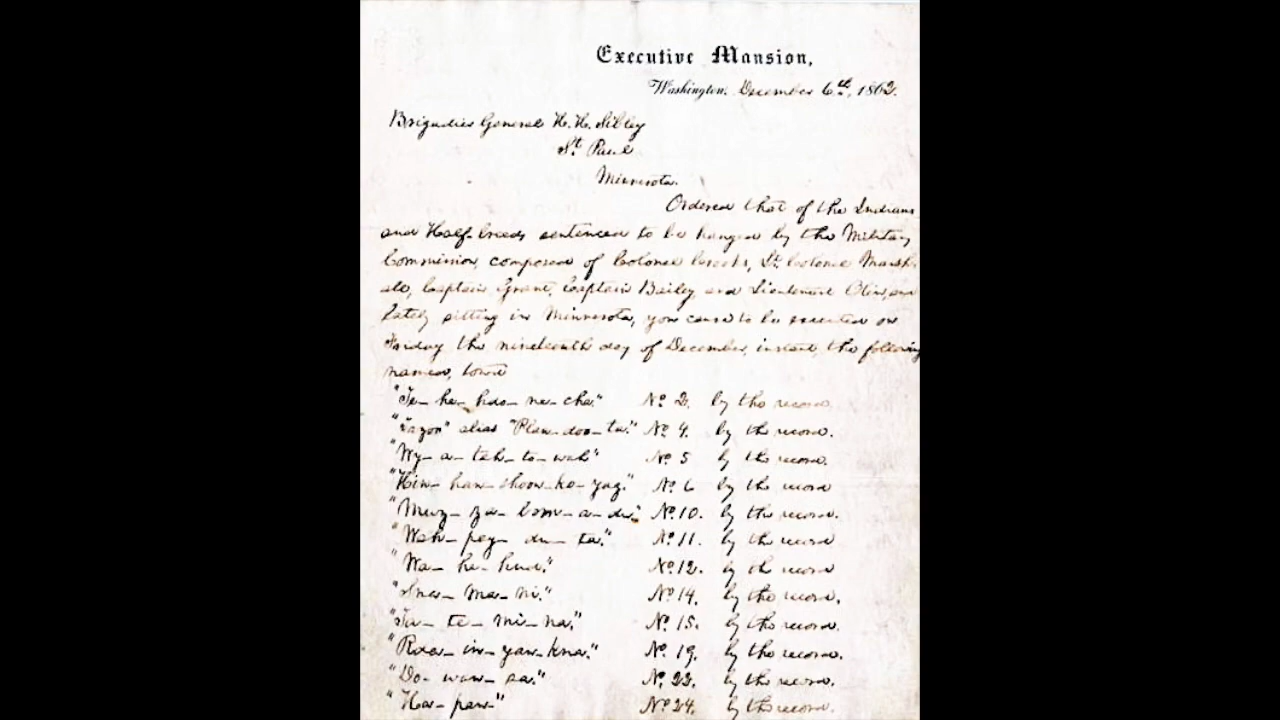 Executive Mansion,
Washington, December 6th, 1862.
Brigadier General H. H. Sibley
St. Paul
Minnesota.
Ordered that of the Indians
and Half-breeds sentenced to be hanged by the Military
Commission, composed of Colonel Crooks, Lt. Colonel Marsh-
all, Captain Grant, Captain Bailey, and Lieutenant Olin, and
lately sitting in Minnesota, you cause to be executed on
Friday the nineteenth day of December, instant, the following
named, towit
"Te-he-hdo-ne-cha." No. 2. by the record.
"Tazoo" alias "Plan-doo-ta." No. 4. by the record.
"Wy-a-tah-to-wah" No. 5 by the record.
"Hin-han-shoon-ko-yag." No. 6 by the record
"Muz-za-bom-a-du." No. 10. by the record.
"Wah-pay-du-ta." No. 11. by the record
"Wa-he-hud." No. 12. by the record
"Sna-ma-ni." No. 14. by the record.
"Ta-te-mi-na." No. 15. by the record.
"Rda-in-yan-kna." No. 19. by the record.
"Do-wan-sa." No. 22. by the record.
"Ha-pan" No. 24. by the record.